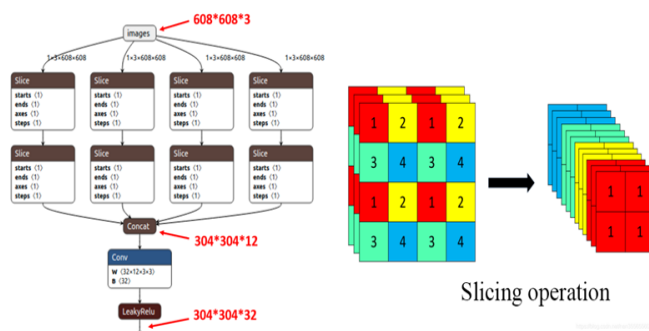 608*608*3
images
1×3×608×608 1×3×608×608 1×3×608×608 1×3×608×608
Slice Slice Slice Slice
starts ⟨1⟩ starts ⟨1⟩ starts ⟨1⟩ starts ⟨1⟩
ends ⟨1⟩ ends ⟨1⟩ ends ⟨1⟩ ends ⟨1⟩
axes ⟨1⟩ axes ⟨1⟩ axes ⟨1⟩ axes ⟨1⟩
steps ⟨1⟩ steps ⟨1⟩ steps ⟨1⟩ steps ⟨1⟩
Slice Slice Slice Slice
starts ⟨1⟩ starts ⟨1⟩ starts ⟨1⟩ starts ⟨1⟩
ends ⟨1⟩ ends ⟨1⟩ ends ⟨1⟩ ends ⟨1⟩
axes ⟨1⟩ axes ⟨1⟩ axes ⟨1⟩ axes ⟨1⟩
steps ⟨1⟩ steps ⟨1⟩ steps ⟨1⟩ steps ⟨1⟩
Concat
304*304*12
Conv
W ⟨32×12×3×3⟩
B ⟨32⟩
LeakyRelu
304*304*32
1 2 1 2
3 4 3 4
1 2 1 2
3 4 3 4
1 1
1 1
Slicing operation